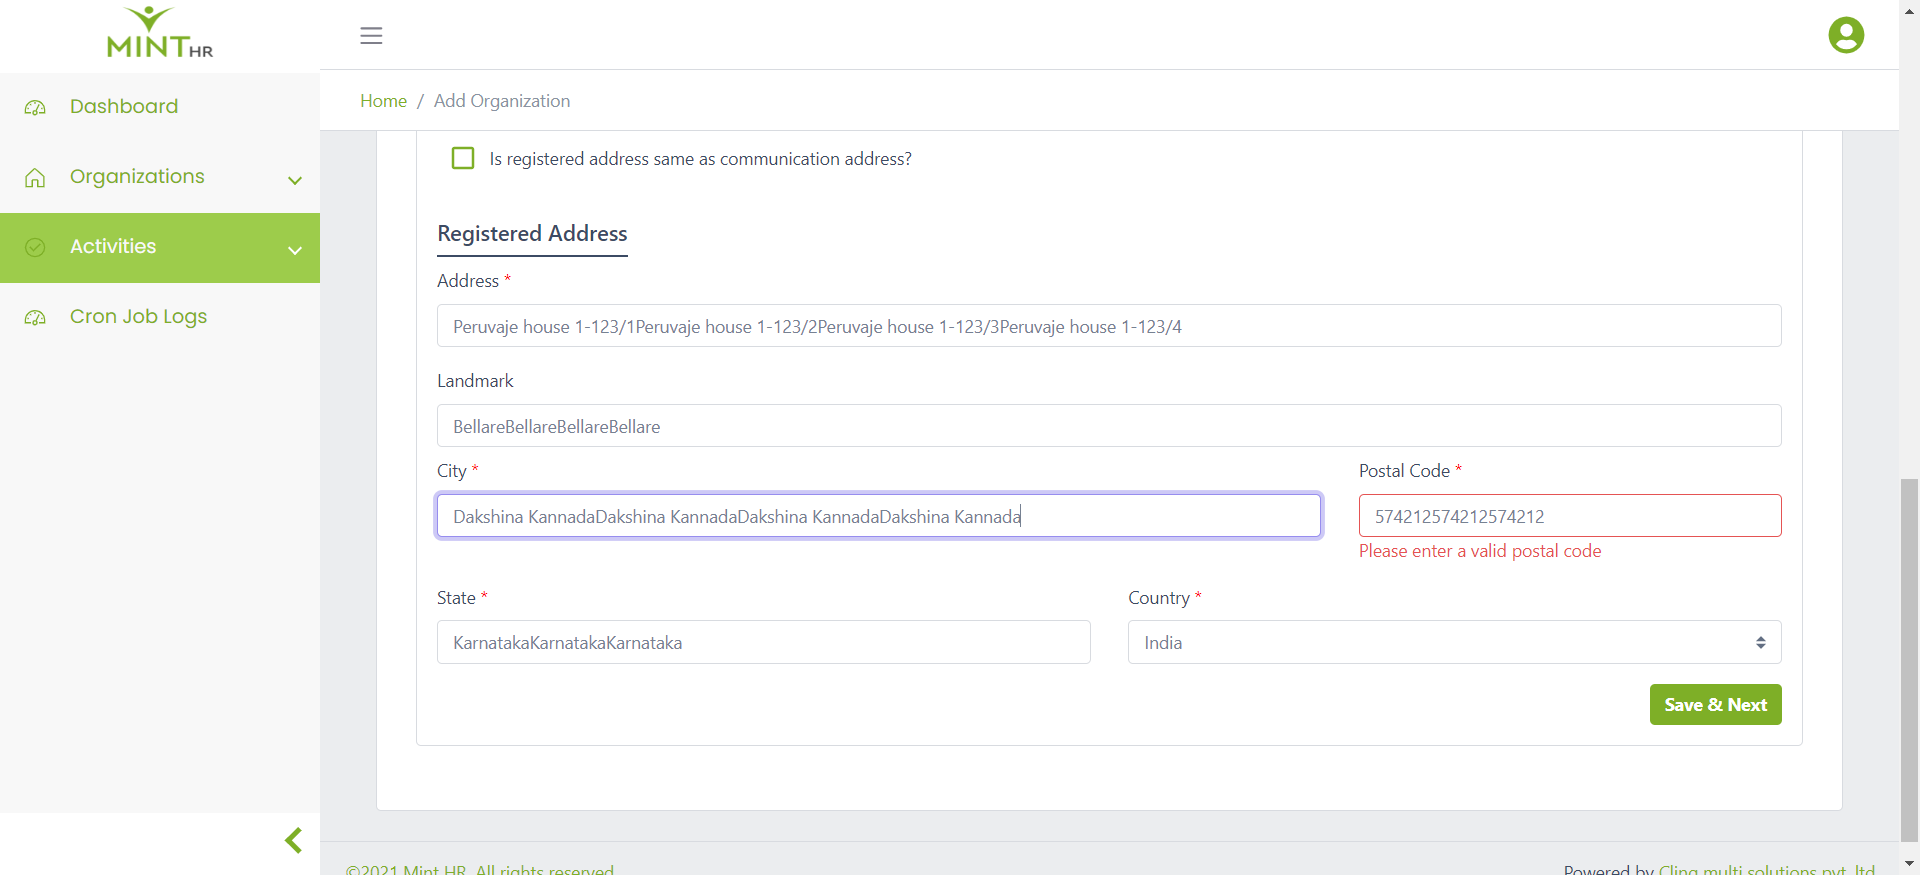 MINT HR
Home / Add Organization
Dashboard
Organizations
Activities
Cron Job Logs
Is registered address same as communication address?
Registered Address
Address *
Peruvaje house 1-123/1Peruvaje house 1-123/2Peruvaje house 1-123/3Peruvaje house 1-123/4
Landmark
BellareBellareBellareBellare
City *
Postal Code *
Dakshina KannadaDakshina KannadaDakshina KannadaDakshina Kannada
574212574212574212
Please enter a valid postal code
State *
Country *
KarnatakaKarnatakaKarnataka
India
Save & Next
©2021 Mint HR. All rights reserved
Powered by Cling multi solutions pvt. ltd